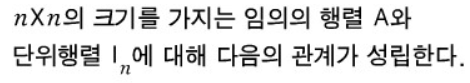 nXn의 크기를 가지는 임의의 행렬 A와
단위행렬 Iₙ에 대해 다음의 관계가 성립한다.